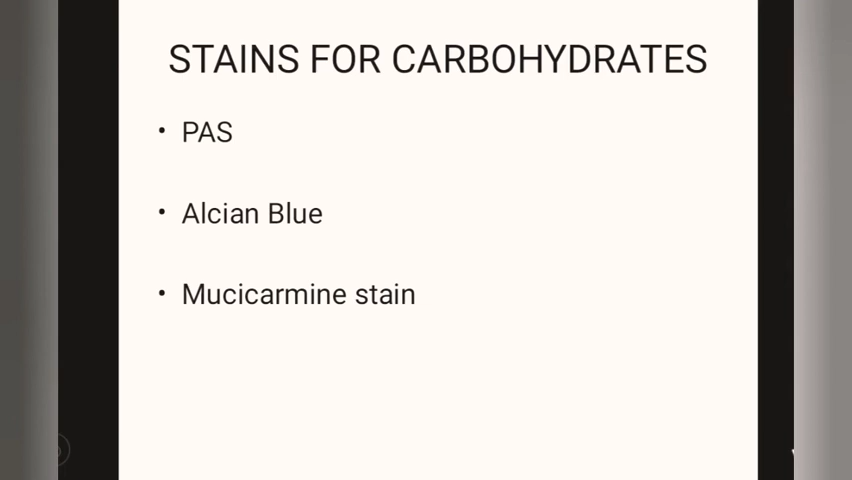 STAINS FOR CARBOHYDRATES
• PAS
• Alcian Blue
• Mucicarmine stain